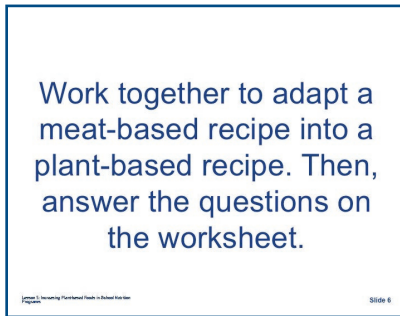 Work together to adapt a
meat-based recipe into a
plant-based recipe. Then,
answer the questions on
the worksheet.
Lesson 1: Increasing Plant-based Foods in School Nutrition
Programs
Slide 6